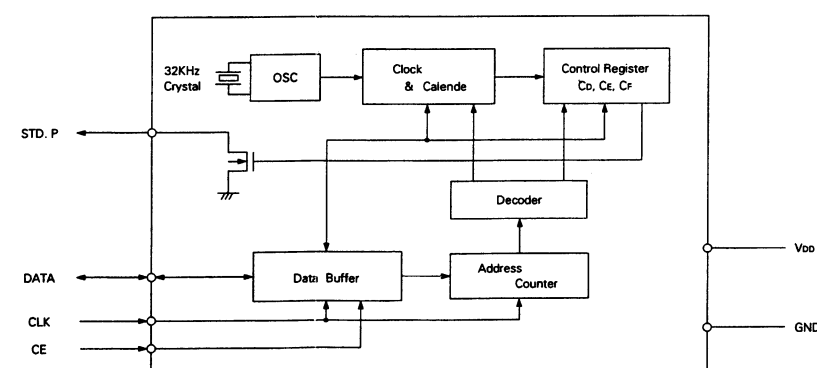 32KHz
Crystal
OSC
Clock
& Calende
Control Register
CD, CE, CF
STD. P
Decoder
VDD
DATA
Data Buffer
Address
Counter
CLK
GND
CE